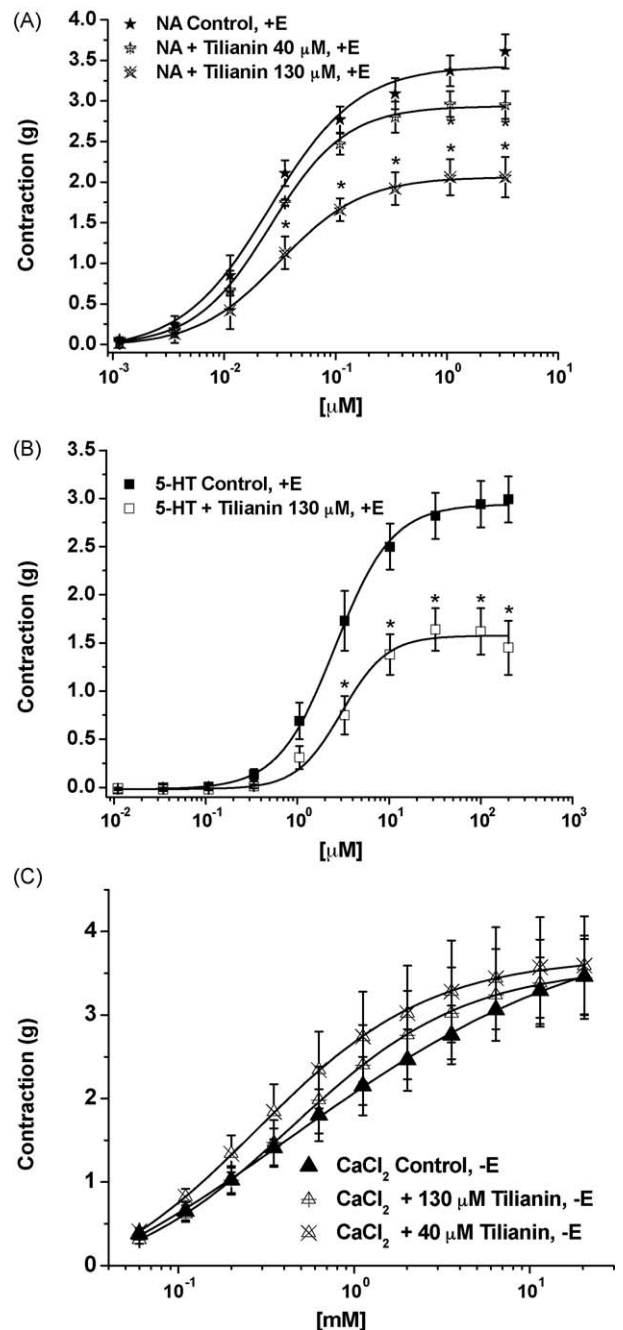 (A)
★ NA Control, +E
NA + Tilianin 40 μM, +E
NA + Tilianin 130 μM, +E
Contraction (g)
4.0
3.5
3.0
2.5
2.0
1.5
1.0
0.5
0.0
* * * * * * * *
10⁻³ 10⁻² 10⁻¹ 10⁰ 10¹
[μM]
(B)
■ 5-HT Control, +E
□ 5-HT + Tilianin 130 μM, +E
Contraction (g)
3.5
3.0
2.5
2.0
1.5
1.0
0.5
0.0
* * * * *
10⁻² 10⁻¹ 10⁰ 10¹ 10² 10³
[μM]
(C)
Contraction (g)
4
3
2
1
0
▲ CaCl₂ Control, -E
CaCl₂ + 130 μM Tilianin, -E
CaCl₂ + 40 μM Tilianin, -E
10⁻¹ 10⁰ 10¹
[mM]